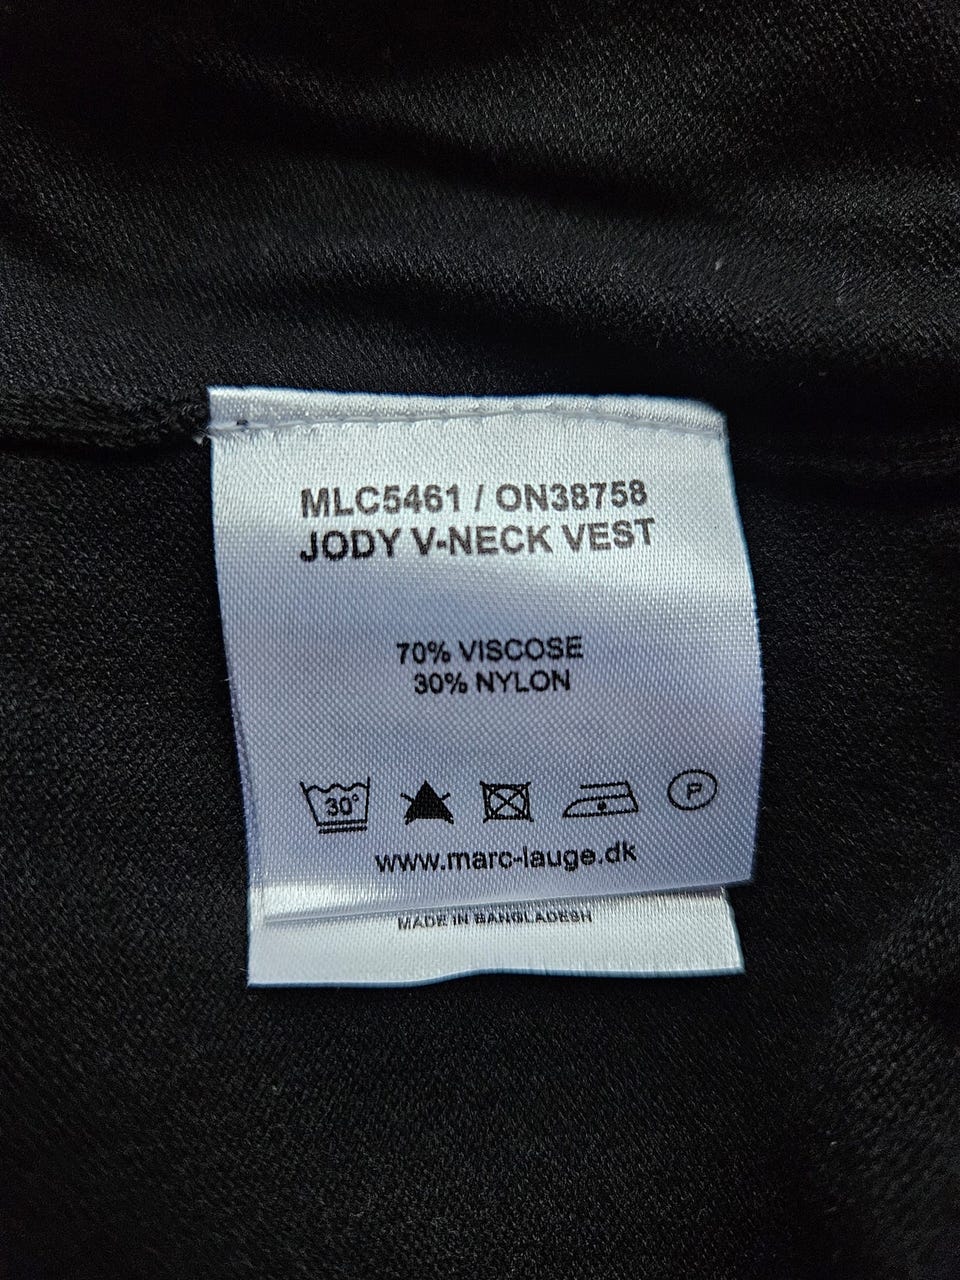 MLC5461 / ON38758
JODY V-NECK VEST
70% VISCOSE
30% NYLON
30°
P
www.marc-lauge.dk
MADE IN BANGLADESH